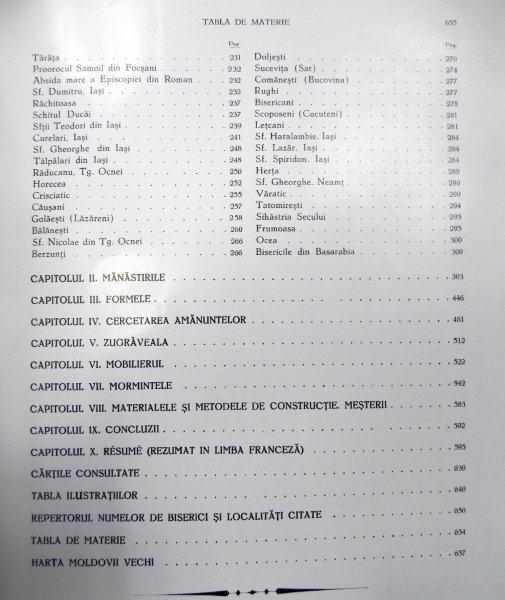 TABLA DE MATERIE 655
Pag.
Tărâța 231
Proorocul Samoil din Focșani 232
Absida mare a Episcopiei din Roman 232
Sf. Dumitru, Iași 232
Răchitoasa 237
Schitul Ducăi 237
Sfții Teodori din Iași 239
Curelari, Iași 241
Sf. Gheorghe din Iași 248
Tălpălari din Iași 248
Răducanu, Tg. Ocnei 250
Horecea 252
Crisciatic 255
Căușani 257
Golăești (Lăzăreni) 258
Bălănești 260
Sf. Nicolae din Tg. Ocnei 266
Berzunți 266
Pag.
Doljești 270
Sucevița (Sat) 274
Comănești (Bucovina) 277
Rughi 277
Bisericani 278
Scoposeni (Cucuteni) 281
Lețcani 281
Sf. Haralambie, Iași 284
Sf. Lazăr, Iași 284
Sf. Spiridon, Iași 284
Herța 289
Sf. Gheorghe, Neamț 290
Văratic 290
Tatomirești 294
Sihăstria Secului 295
Frumoasa 295
Ocea 300
Bisericile din Basarabia 300
CAPITOLUL II. MĂNĂSTIRILE 303
CAPITOLUL III. FORMELE 446
CAPITOLUL IV. CERCETAREA AMĂNUNTELOR 461
CAPITOLUL V. ZUGRĂVEALA 512
CAPITOLUL VI. MOBILIERUL 522
CAPITOLUL VII. MORMINTELE 542
CAPITOLUL VIII. MATERIALELE ȘI METODELE DE CONSTRUCȚIE. MEȘTERII 583
CAPITOLUL IX. CONCLUZII 592
CAPITOLUL X. RÉSUMÉ (REZUMAT IN LIMBA FRANCEZĂ) 595
CĂRȚILE CONSULTATE 639
TABLA ILUSTRAȚIILOR 640
REPERTORUL NUMELOR DE BISERICI ȘI LOCALITĂȚI CITATE 650
TABLA DE MATERIE 654
HARTA MOLDOVII VECHI 657